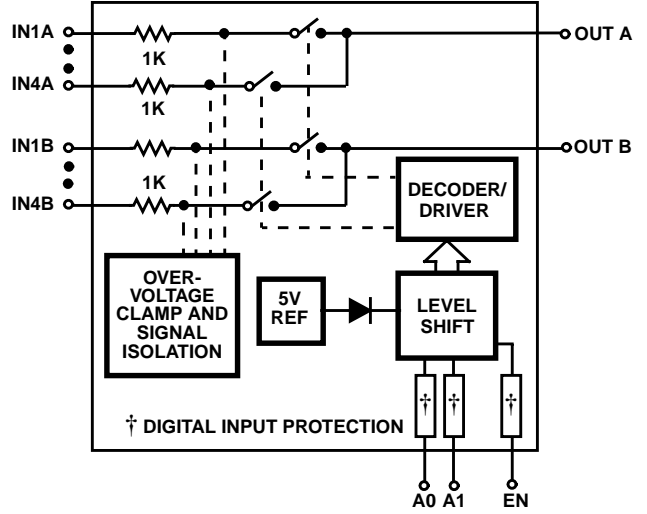 IN1A
1K
OUT A
IN4A
1K
IN1B
1K
OUT B
IN4B
DECODER/
DRIVER
OVER-
VOLTAGE
CLAMP AND
SIGNAL
ISOLATION
5V
REF
LEVEL
SHIFT
† † †
† DIGITAL INPUT PROTECTION
A0 A1 EN